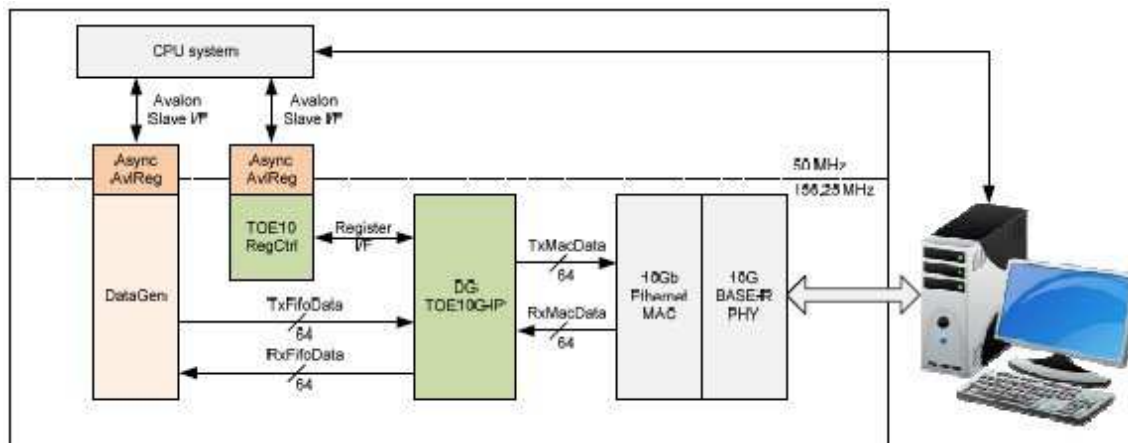 CPU system
Avalon
Slave I/F
Avalon
Slave I/F
Async
AvlReg
Async
AvlReg
50 MHz
156.25 MHz
TOE10
RegCtrl
Register
I/F
DataGen
TxFifoData
64
RxFifoData
64
DG
TOE10G-IP
TxMacData
64
RxMacData
64
10Gb
Ethernet
MAC
10G
BASE-R
PHY